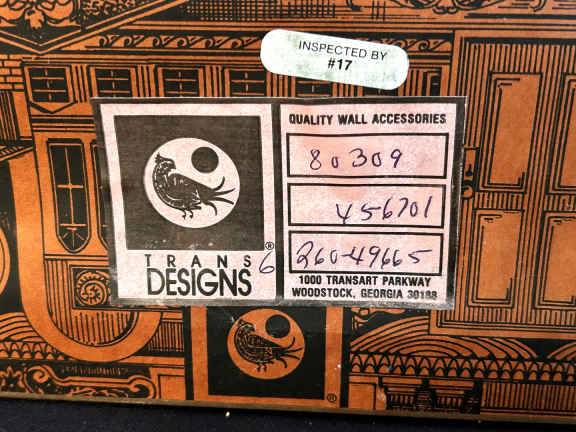 INSPECTED BY
#17
QUALITY WALL ACCESSORIES
80309
456701
260-49665
TRANS
DESIGNS
®
6
1000 TRANSART PARKWAY
WOODSTOCK, GEORGIA 30188
®